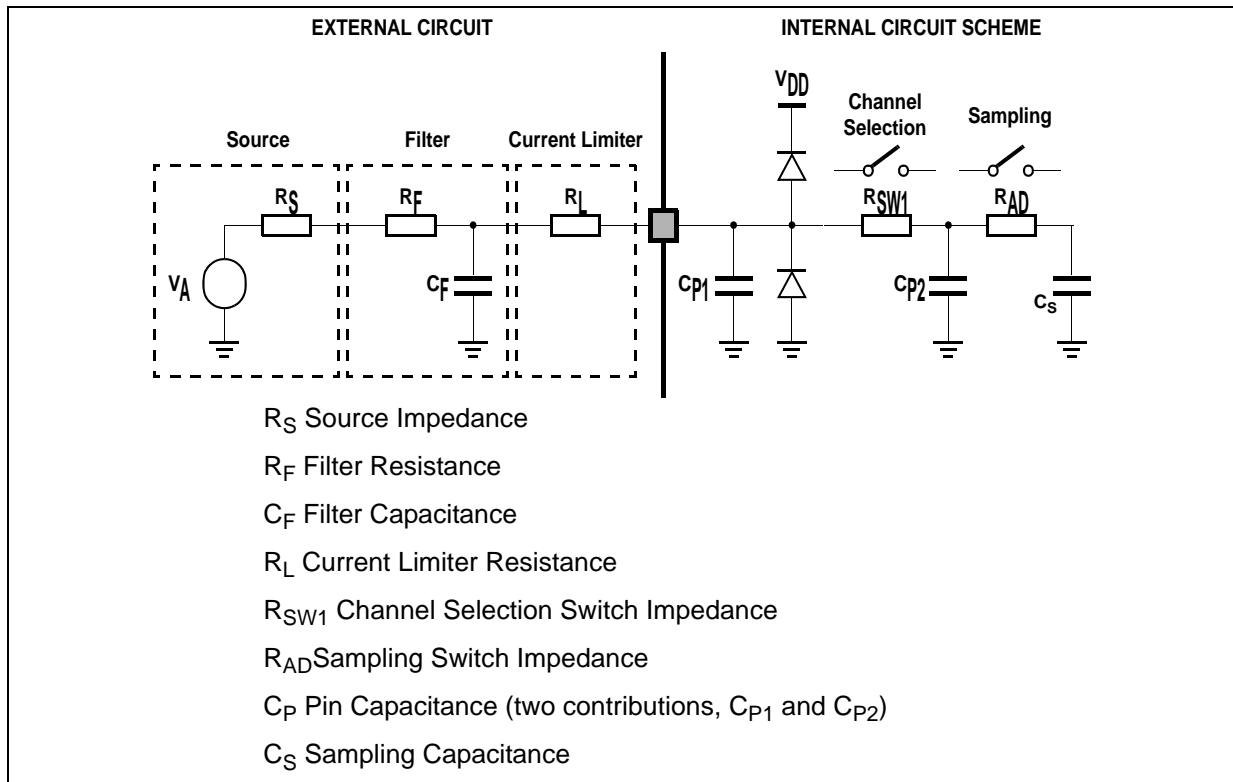 EXTERNAL CIRCUIT
INTERNAL CIRCUIT SCHEME
VDD
Channel
Selection
Sampling
Source
Filter
Current Limiter
RS
RF
RL
RSW1
RAD
VA
CF
CP1
CP2
CS
RS Source Impedance
RF Filter Resistance
CF Filter Capacitance
RL Current Limiter Resistance
RSW1 Channel Selection Switch Impedance
RADSampling Switch Impedance
CP Pin Capacitance (two contributions, CP1 and CP2)
CS Sampling Capacitance